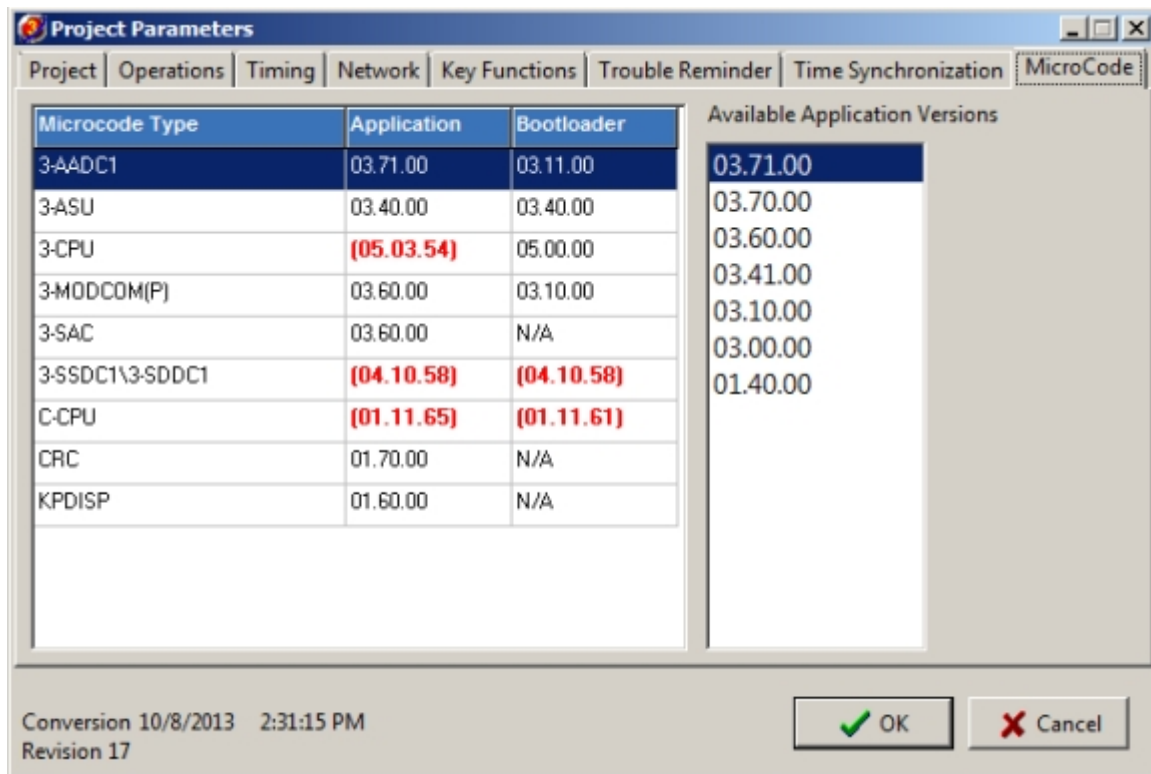 Project Parameters
Project Operations Timing Network Key Functions Trouble Reminder Time Synchronization MicroCode
Microcode Type Application Bootloader
3-AADC1 03.71.00 03.11.00
3-ASU 03.40.00 03.40.00
3-CPU (05.03.54) 05.00.00
3-MODCOM(P) 03.60.00 03.10.00
3-SAC 03.60.00 N/A
3-SSDC1\3-SDDC1 (04.10.58) (04.10.58)
C-CPU (01.11.65) (01.11.61)
CRC 01.70.00 N/A
KPDISP 01.60.00 N/A
Available Application Versions
03.71.00
03.70.00
03.60.00
03.41.00
03.10.00
03.00.00
01.40.00
Conversion 10/8/2013 2:31:15 PM
Revision 17
OK Cancel